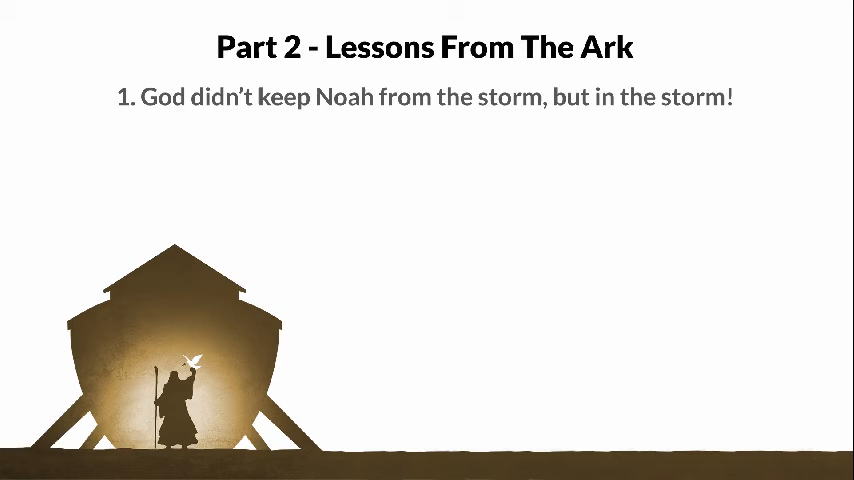 Part 2 - Lessons From The Ark
1. God didn’t keep Noah from the storm, but in the storm!